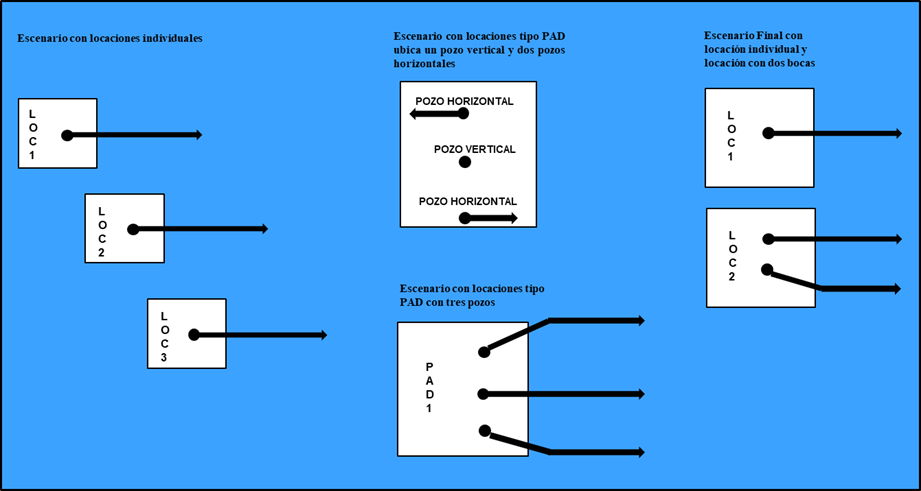 Escenario con locaciones individuales
L
O
C
1
L
O
C
2
L
O
C
3
Escenario con locaciones tipo PAD
ubica un pozo vertical y dos pozos
horizontales
POZO HORIZONTAL
POZO VERTICAL
POZO HORIZONTAL
Escenario con locaciones tipo
PAD con tres pozos
P
A
D
1
Escenario Final con
locación individual y
locación con dos bocas
L
O
C
1
L
O
C
2